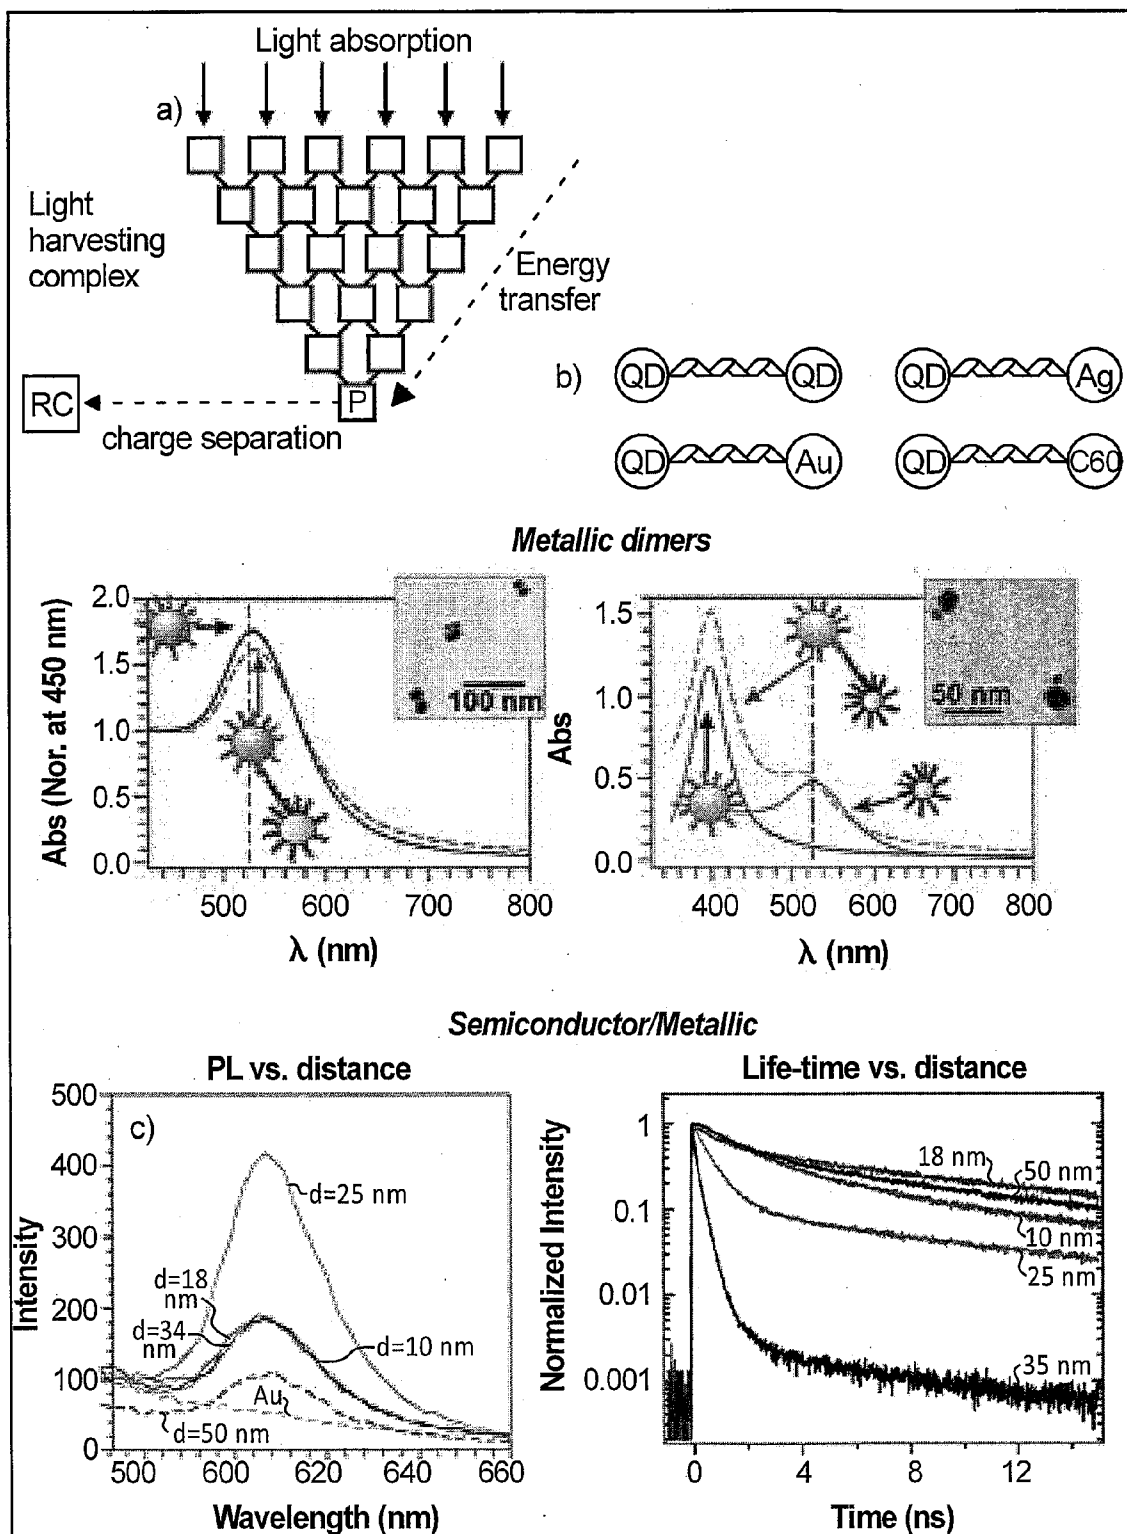 Light absorption
a)
Light
harvesting
complex
Energy
transfer
RC
P
charge separation
b)
QD
QD
QD
Ag
QD
Au
QD
C60
Metallic dimers
Abs (Nor. at 450 nm)
2.0
1.5
1.0
0.5
0.0
100 nm
500
600
700
800
λ (nm)
Abs
1.5
1.0
0.5
0.0
50 nm
400
500
600
700
800
λ (nm)
Semiconductor/Metallic
PL vs. distance
c)
Intensity
500
400
300
200
100
0
d=25 nm
d=18
nm
d=34
nm
d=10 nm
Au
d=50 nm
500
600
620
640
660
Wavelength (nm)
Life-time vs. distance
Normalized Intensity
1
0.1
0.01
0.001
18 nm
50 nm
10 nm
25 nm
35 nm
0
4
8
12
Time (ns)